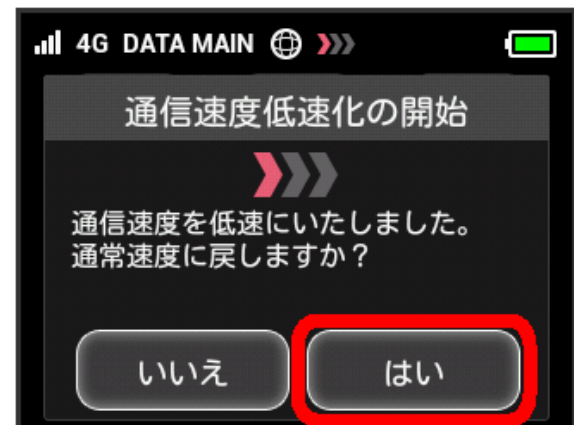 4G DATA MAIN
通信速度低速化の開始
通信速度を低速にいたしました。
通常速度に戻しますか？
いいえ はい